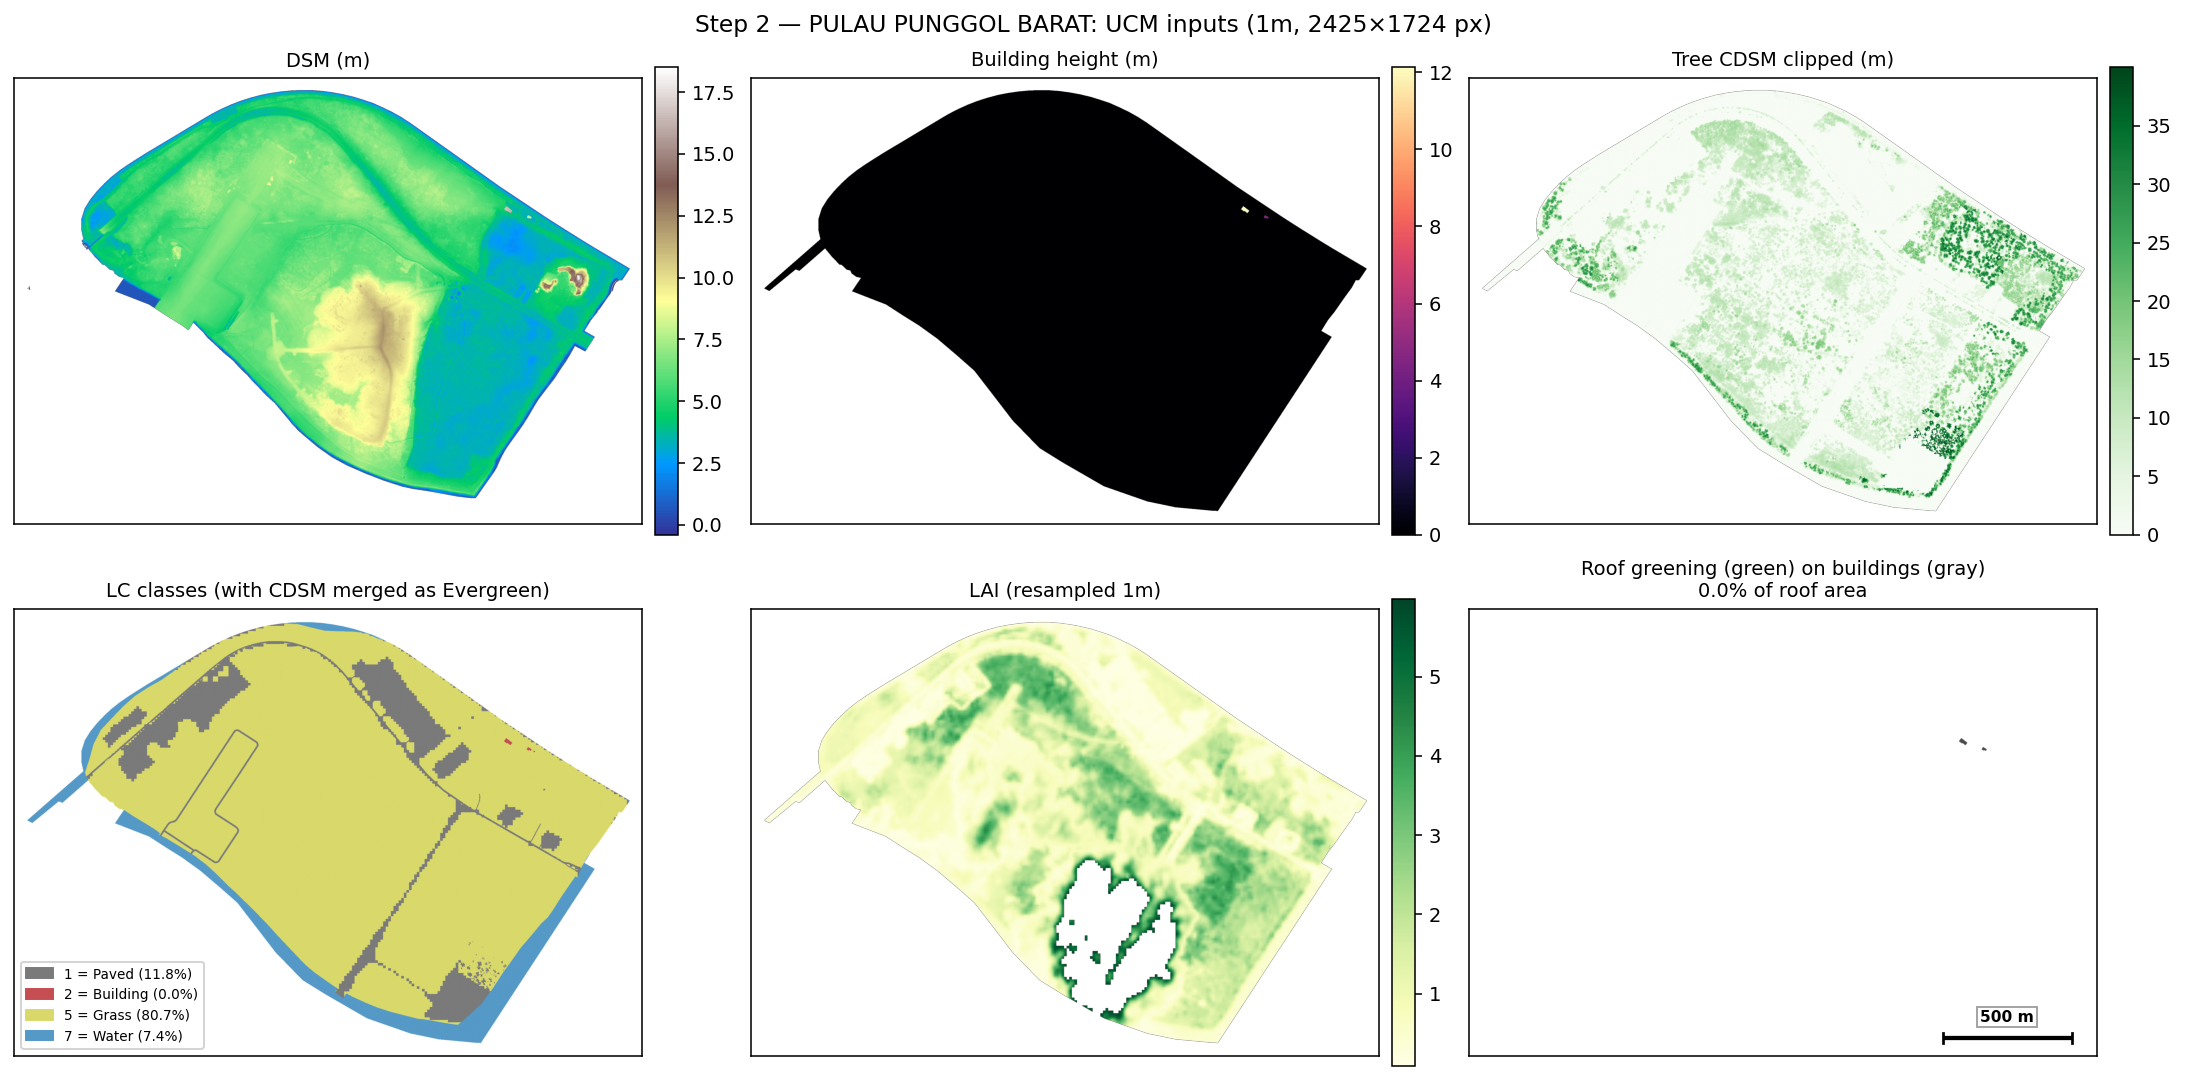 Step 2 — PULAU PUNGGOL BARAT: UCM inputs (1m, 2425×1724 px)
DSM (m)
17.5
15.0
12.5
10.0
7.5
5.0
2.5
0.0
Building height (m)
12
10
8
6
4
2
0
Tree CDSM clipped (m)
35
30
25
20
15
10
5
0
LC classes (with CDSM merged as Evergreen)
1 = Paved (11.8%)
2 = Building (0.0%)
5 = Grass (80.7%)
7 = Water (7.4%)
LAI (resampled 1m)
5
4
3
2
1
Roof greening (green) on buildings (gray)
0.0% of roof area
500 m